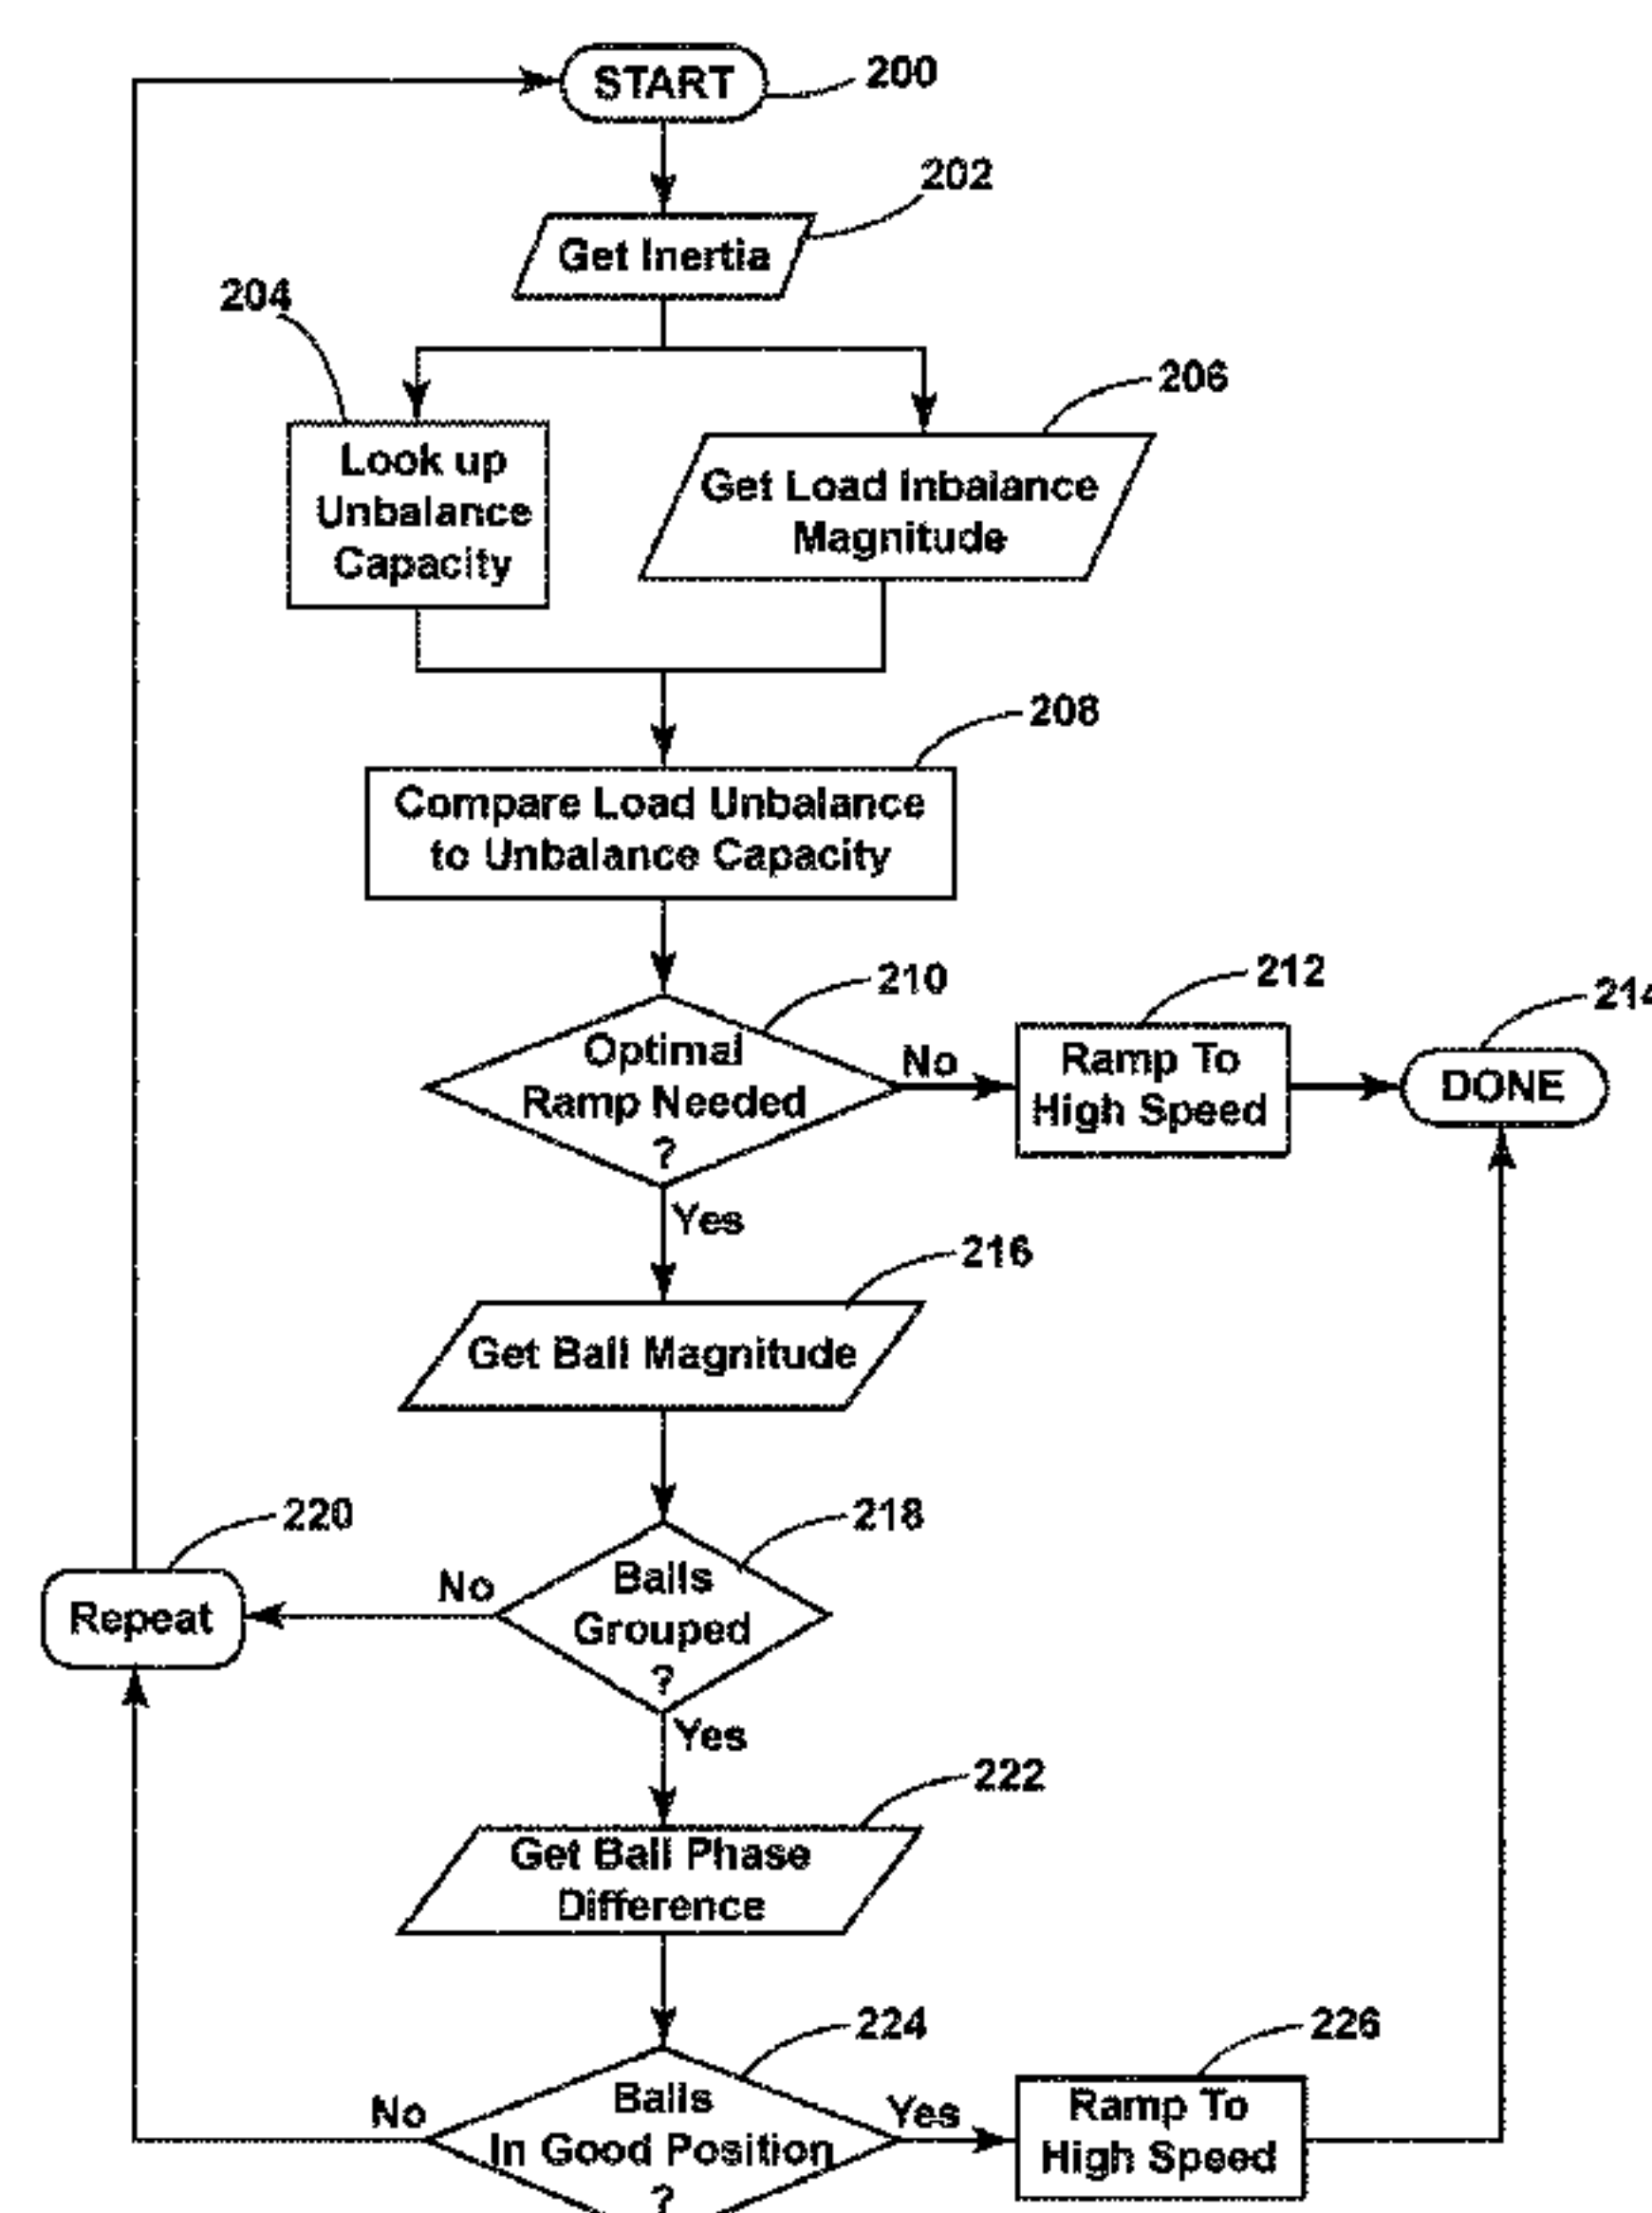 START
200
202
Get Inertia
204
206
Look up
Unbalance
Capacity
Get Load Inbalance
Magnitude
208
Compare Load Unbalance
to Unbalance Capacity
210
212
Optimal
Ramp Needed
?
No
Ramp To
High Speed
DONE
Yes
216
Get Ball Magnitude
220
218
Balls
Grouped
?
No
Repeat
Yes
222
Get Ball Phase
Difference
224
226
No
Balls
In Good Position
?
Yes
Ramp To
High Speed